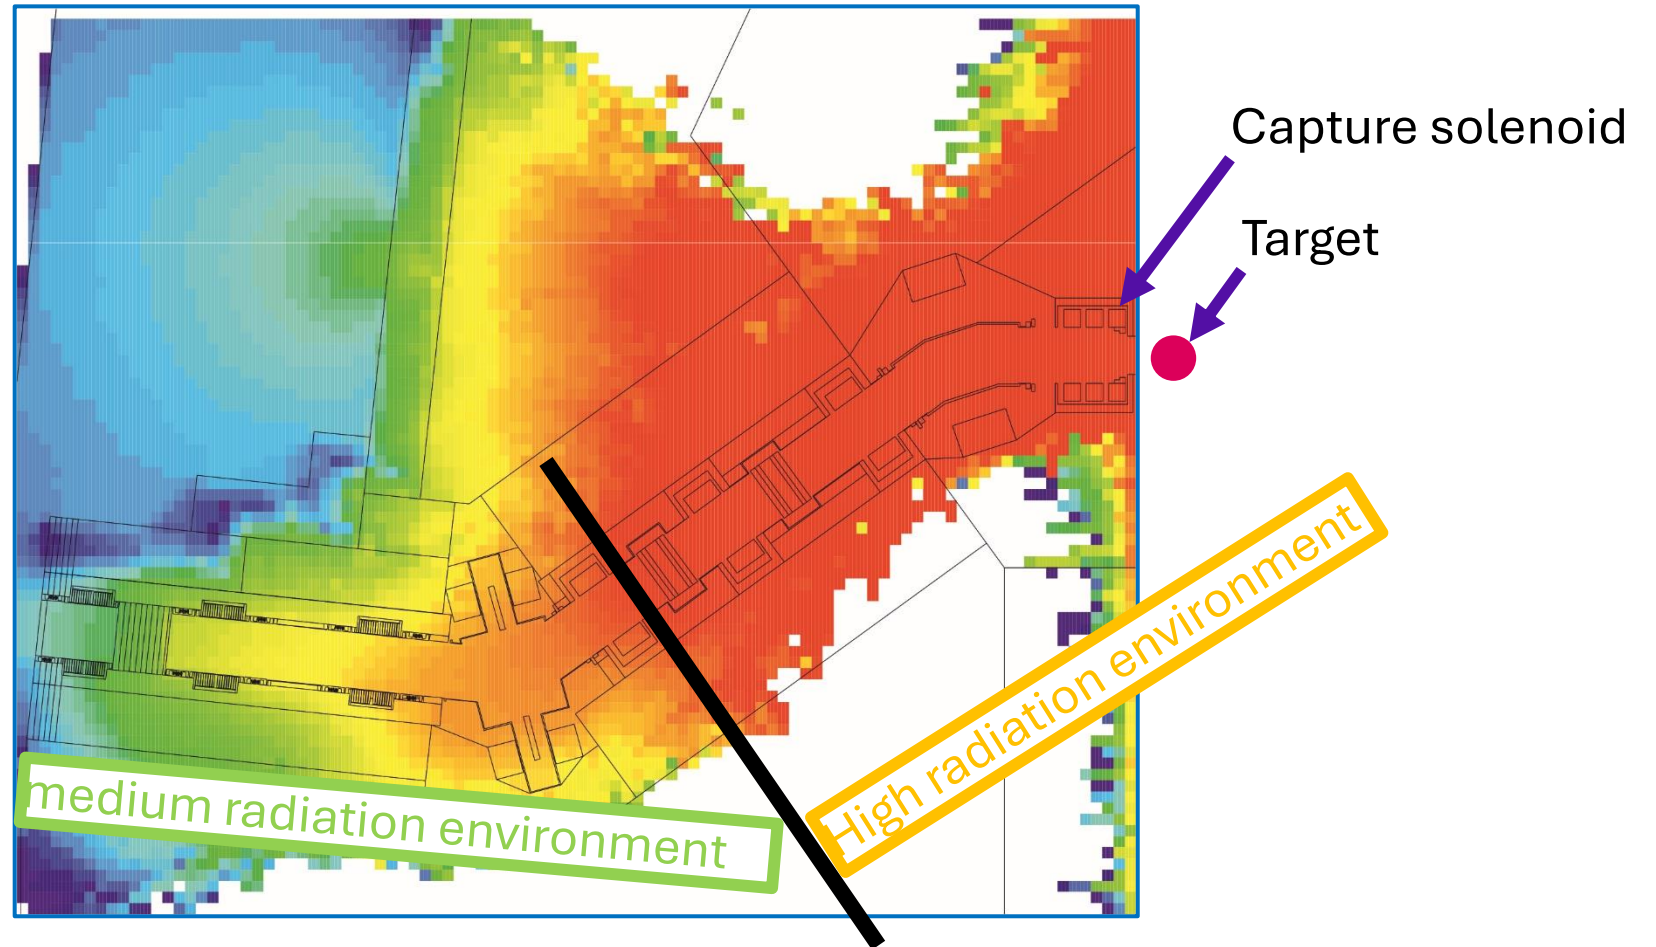 Capture solenoid
Target
High radiation environment
medium radiation environment